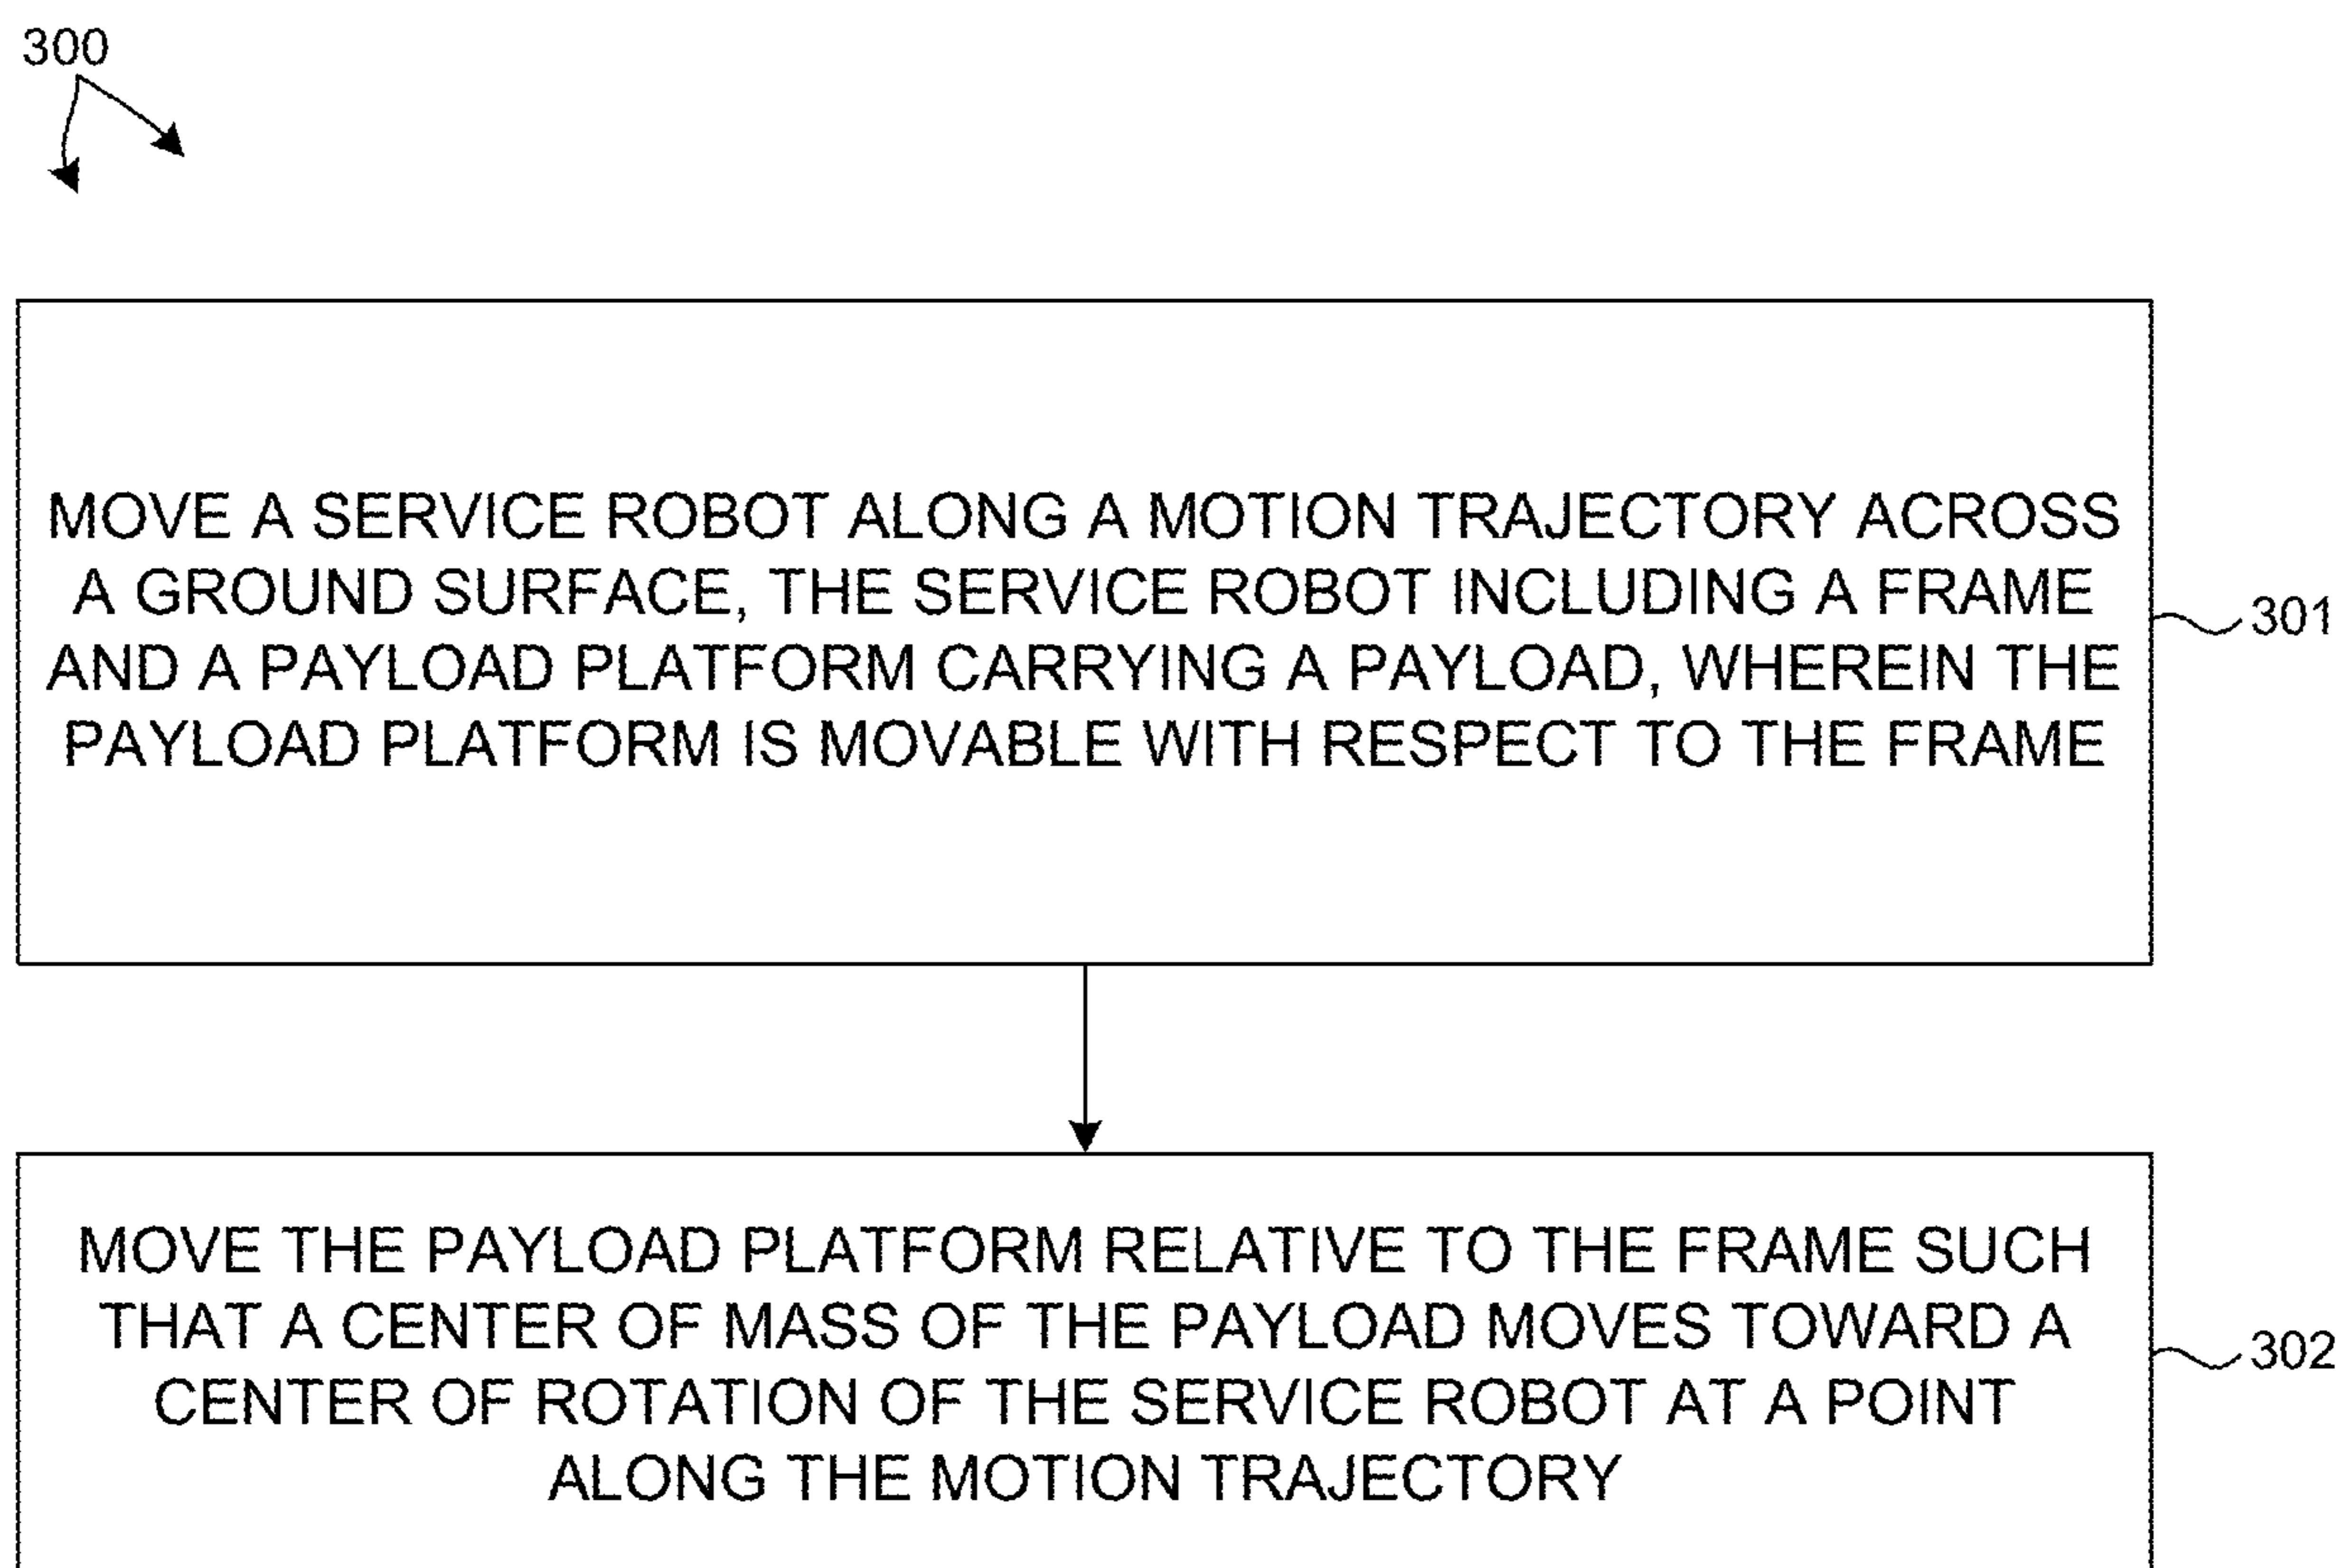 300
MOVE A SERVICE ROBOT ALONG A MOTION TRAJECTORY ACROSS
A GROUND SURFACE, THE SERVICE ROBOT INCLUDING A FRAME
AND A PAYLOAD PLATFORM CARRYING A PAYLOAD, WHEREIN THE
PAYLOAD PLATFORM IS MOVABLE WITH RESPECT TO THE FRAME
301
MOVE THE PAYLOAD PLATFORM RELATIVE TO THE FRAME SUCH
THAT A CENTER OF MASS OF THE PAYLOAD MOVES TOWARD A
CENTER OF ROTATION OF THE SERVICE ROBOT AT A POINT
ALONG THE MOTION TRAJECTORY
302